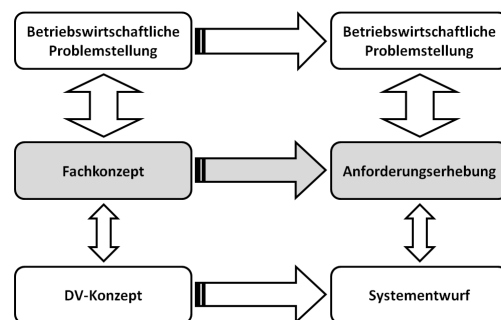 Betriebswirtschaftliche
Problemstellung
Betriebswirtschaftliche
Problemstellung
Fachkonzept
Anforderungserhebung
DV-Konzept
Systementwurf